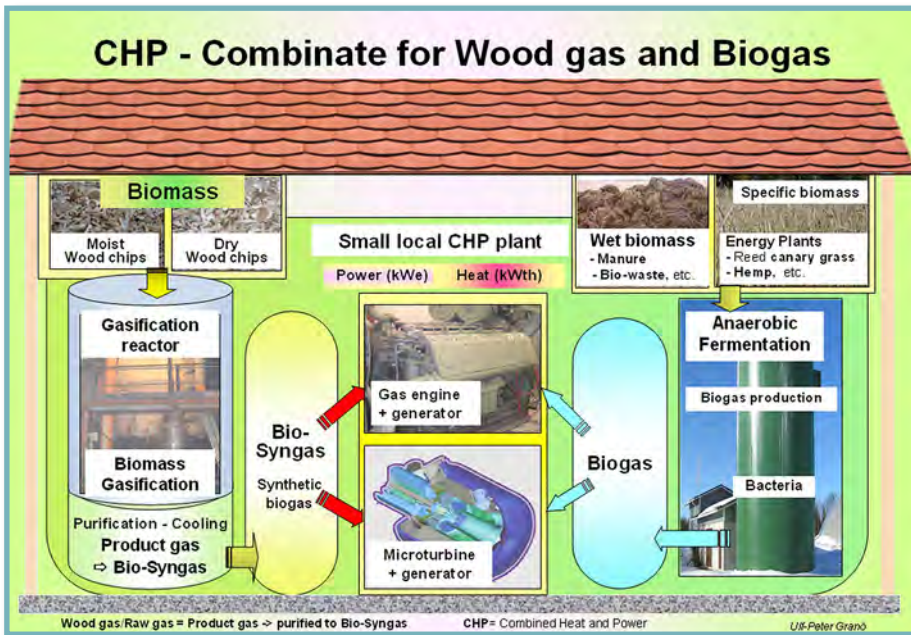 CHP - Combinate for Wood gas and Biogas
Biomass
Moist
Wood chips
Dry
Wood chips
Small local CHP plant
Power (kWe) Heat (kWth)
Wet biomass
- Manure
- Bio-waste, etc.
Specific biomass
Energy Plants
- Reed canary grass
- Hemp, etc.
Gasification
reactor
Biomass
Gasification
Purification - Cooling
Product gas
⇨ Bio-Syngas
Bio-
Syngas
Synthetic
biogas
Gas engine
+ generator
Microturbine
+ generator
Biogas
Anaerobic
Fermentation
Biogas production
Bacteria
Wood gas/Raw gas = Product gas -> purified to Bio-Syngas
CHP= Combined Heat and Power
Ulf-Peter Granö